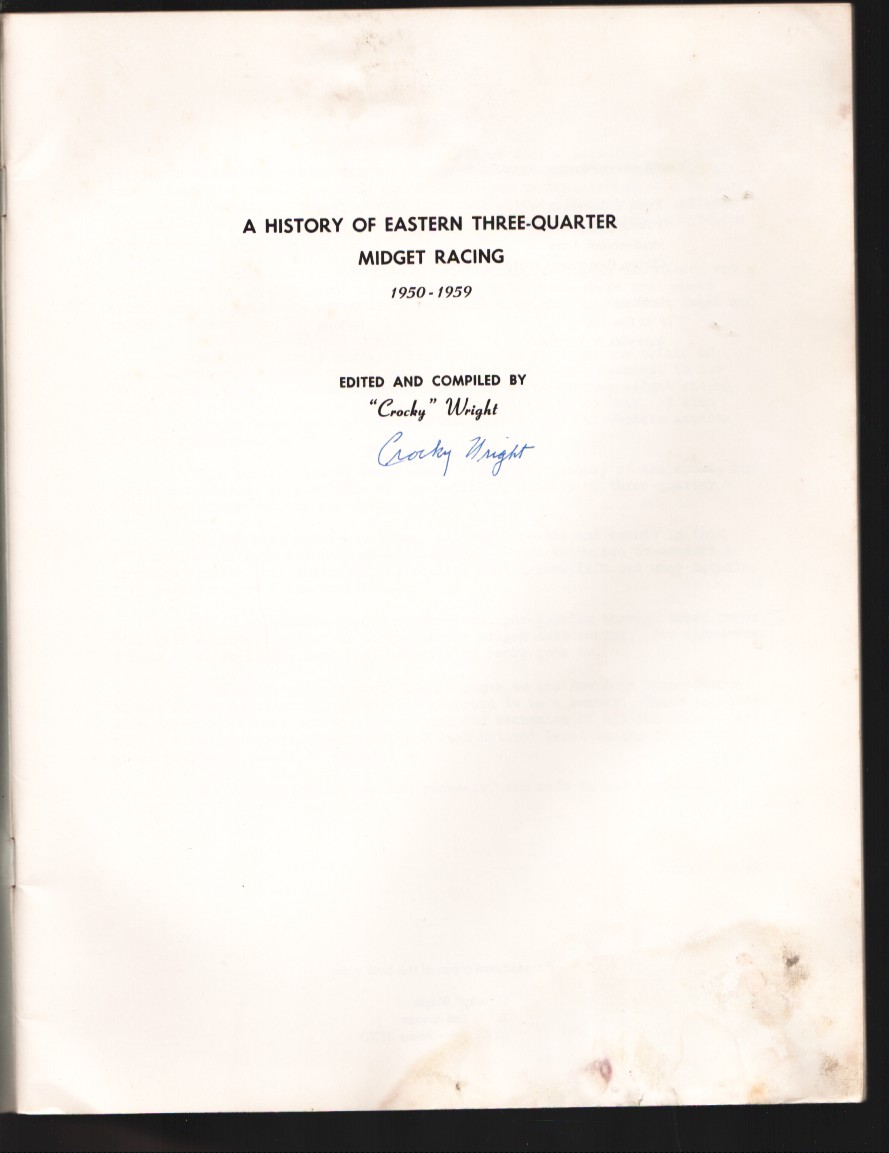 A HISTORY OF EASTERN THREE-QUARTER
MIDGET RACING
1950-1959
EDITED AND COMPILED BY
“Crocky” Wright
Crocky Wright